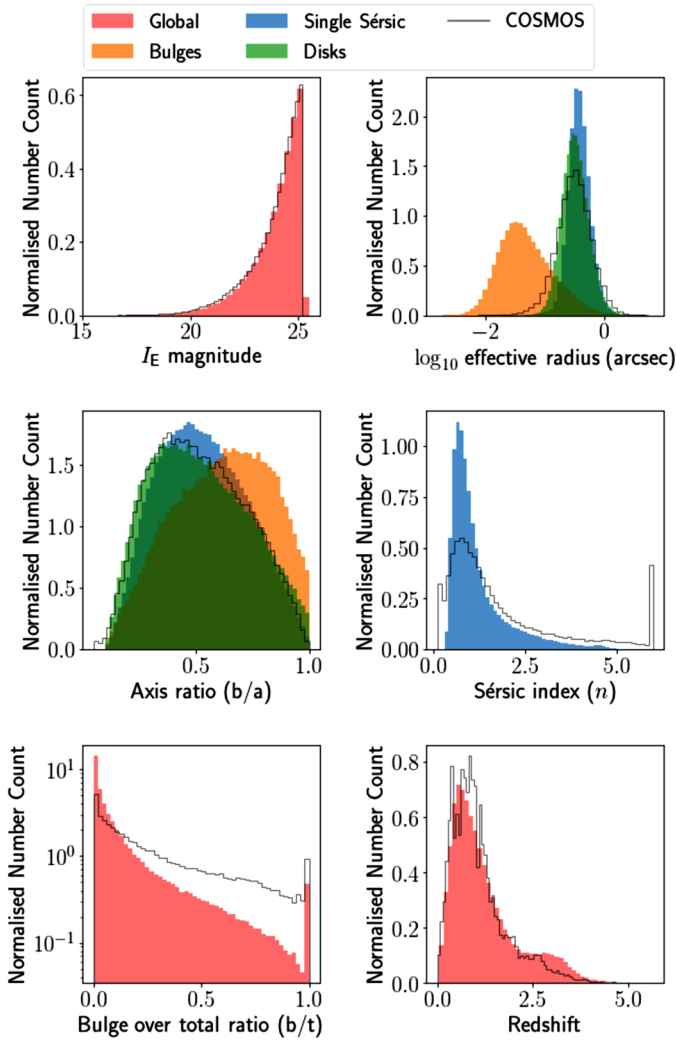 Global Single Sérsic COSMOS
Bulges Disks
Normalised Number Count
0.6
0.4
0.2
0.0
15 20 25
I_E magnitude
Normalised Number Count
2.0
1.5
1.0
0.5
0.0
−2 0
log₁₀ effective radius (arcsec)
Normalised Number Count
1.5
1.0
0.5
0.0
0.5 1.0
Axis ratio (b/a)
Normalised Number Count
1.00
0.75
0.50
0.25
0.00
0.0 2.5 5.0
Sérsic index (n)
Normalised Number Count
10¹
10⁰
10⁻¹
0.0 0.5 1.0
Bulge over total ratio (b/t)
Normalised Number Count
0.8
0.6
0.4
0.2
0.0
0.0 2.5 5.0
Redshift